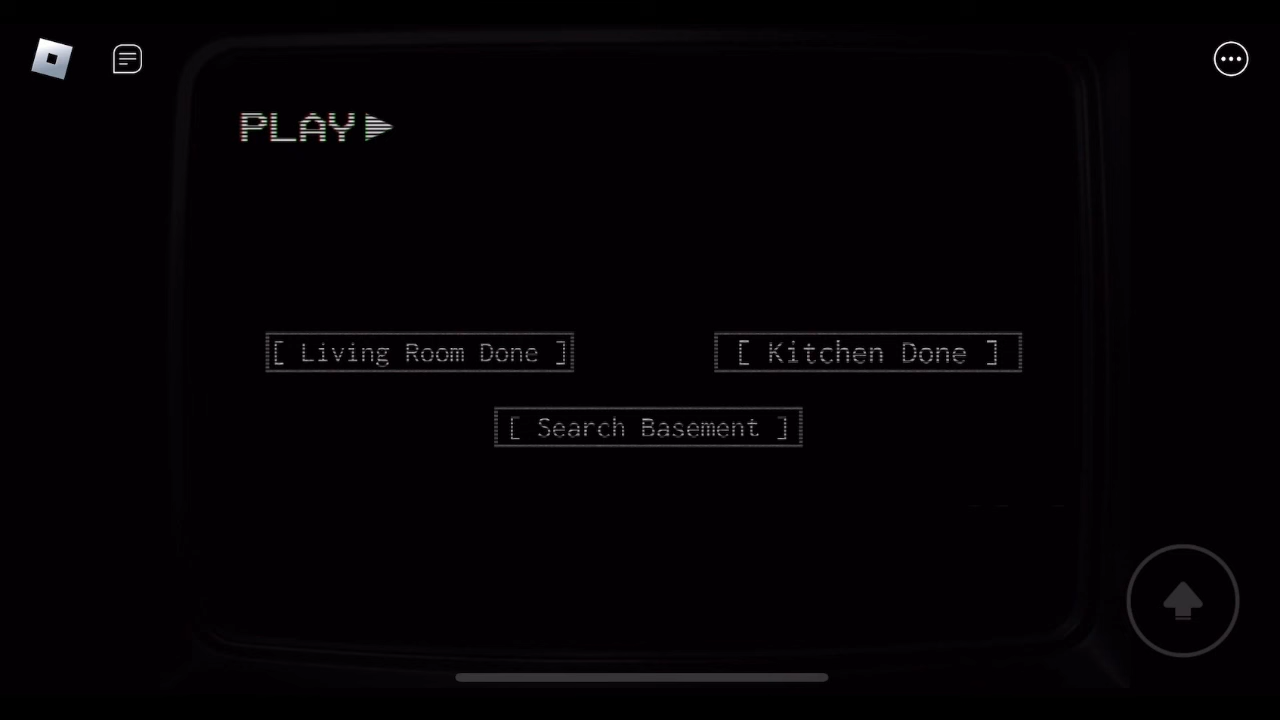 PLAY
[ Living Room Done ]
[ Kitchen Done ]
[ Search Basement ]